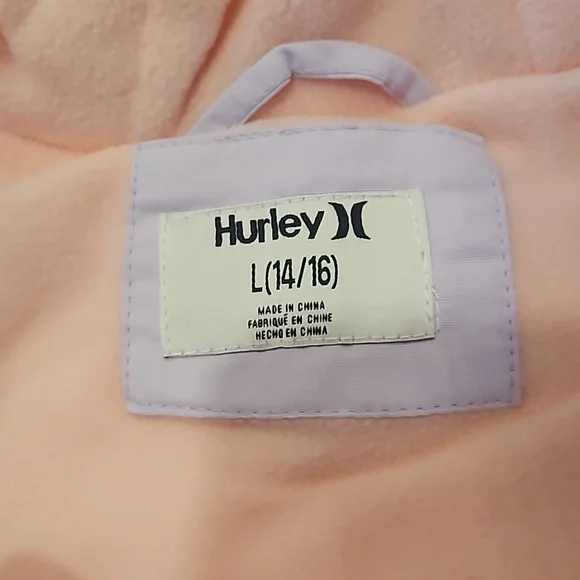 Hurley
L(14/16)
MADE IN CHINA
FABRIQUÉ EN CHINE
HECHO EN CHINA